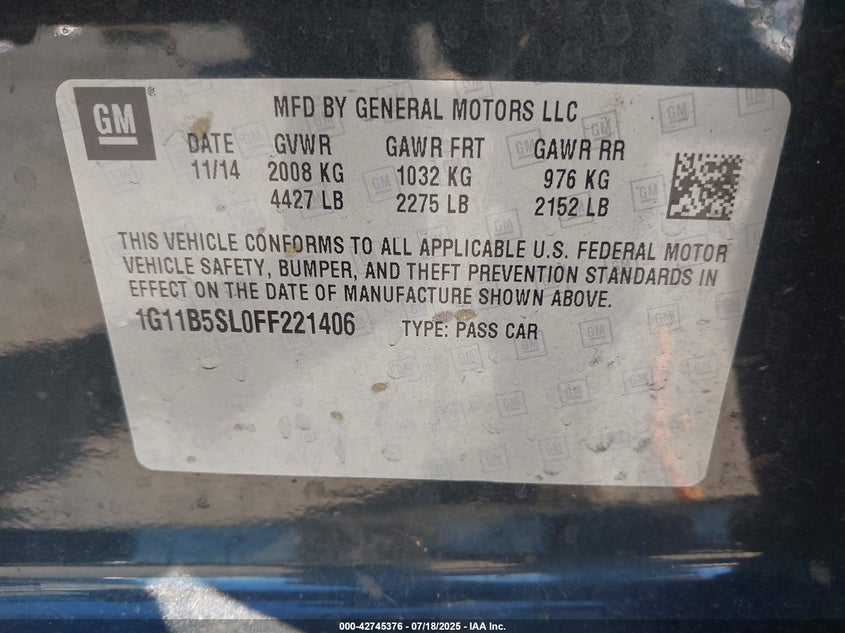 GM
MFD BY GENERAL MOTORS LLC
DATE GVWR GAWR FRT GAWR RR
11/14 2008 KG 1032 KG 976 KG
4427 LB 2275 LB 2152 LB
THIS VEHICLE CONFORMS TO ALL APPLICABLE U.S. FEDERAL MOTOR
VEHICLE SAFETY, BUMPER, AND THEFT PREVENTION STANDARDS IN
EFFECT ON THE DATE OF MANUFACTURE SHOWN ABOVE.
1G11B5SL0FF221406 TYPE: PASS CAR
000-42745376 - 07/18/2025 - IAA Inc.